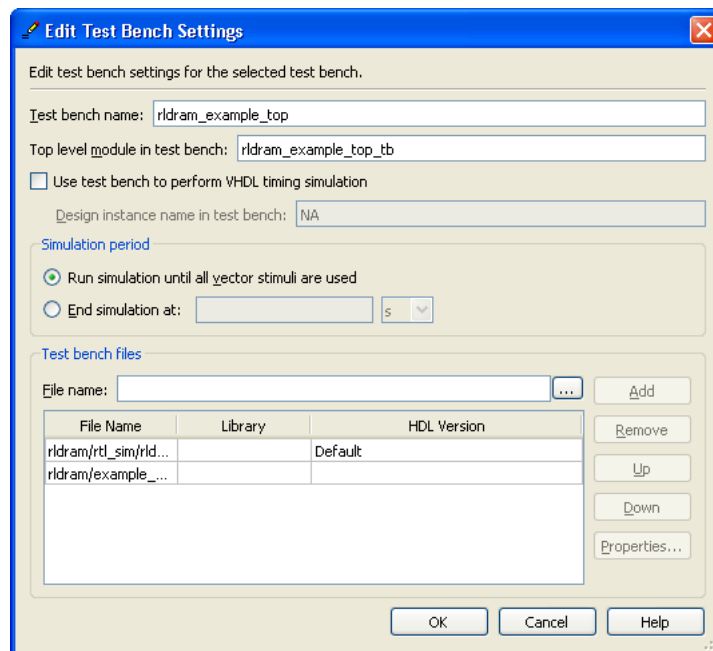 Edit Test Bench Settings
Edit test bench settings for the selected test bench.
Test bench name: rldram_example_top
Top level module in test bench: rldram_example_top_tb
Use test bench to perform VHDL timing simulation
Design instance name in test bench: NA
Simulation period
Run simulation until all vector stimuli are used
End simulation at: s
Test bench files
File name: ... Add
File Name Library HDL Version
Remove
rldram/rtl_sim/rld... Default
rldram/example_...
Up
Down
Properties...
OK Cancel Help